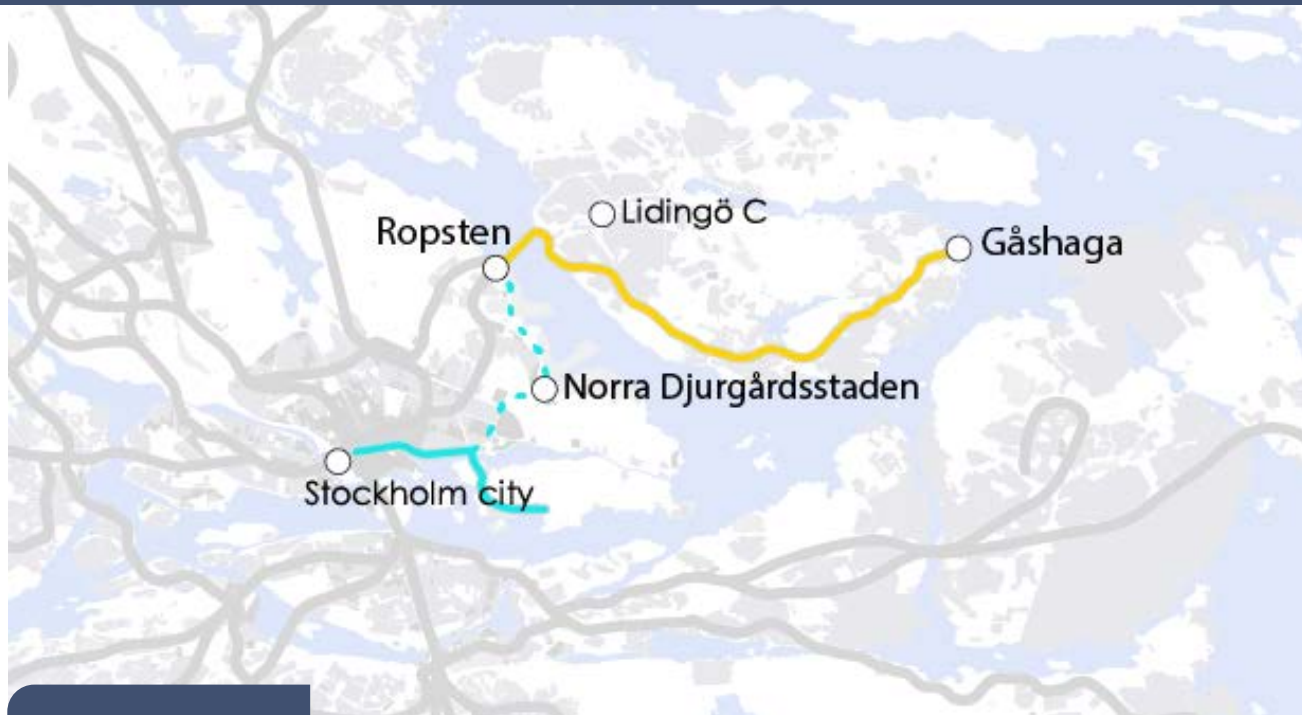 Lidingö C
Ropsten
Gåshaga
Norra Djurgårdsstaden
Stockholm city